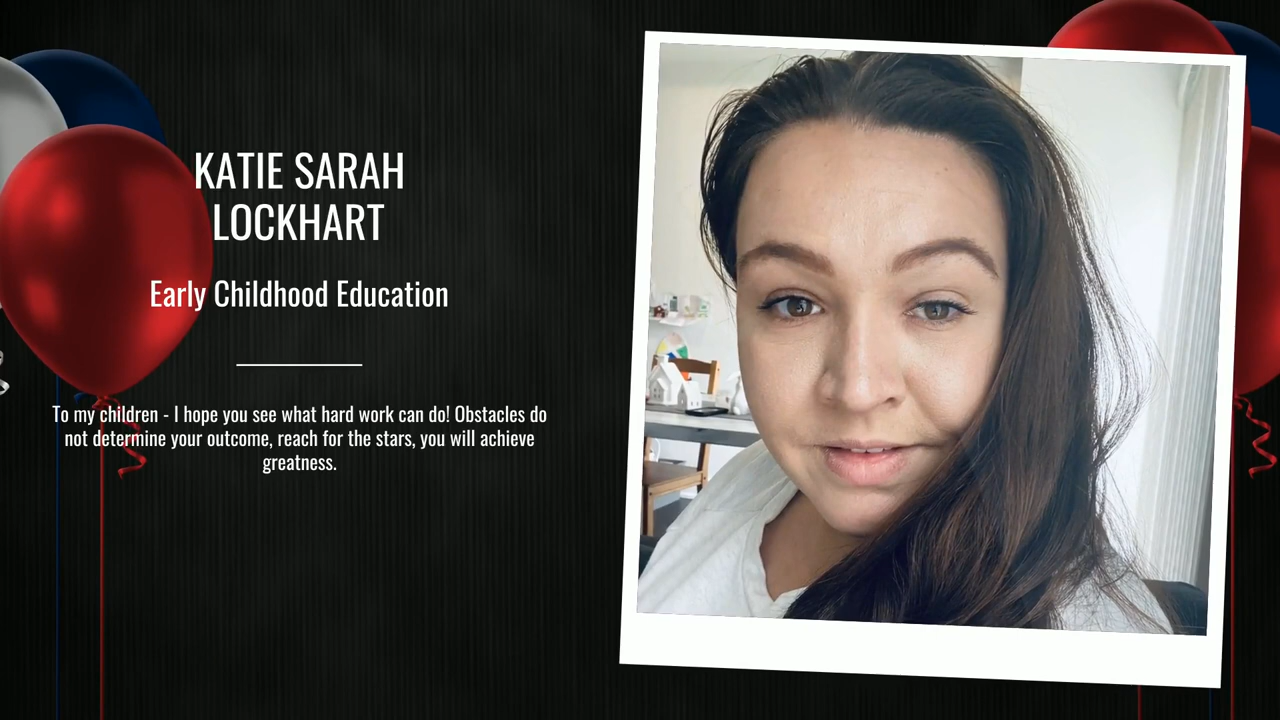 KATIE SARAH
LOCKHART
Early Childhood Education
To my children - I hope you see what hard work can do! Obstacles do
not determine your outcome, reach for the stars, you will achieve
greatness.